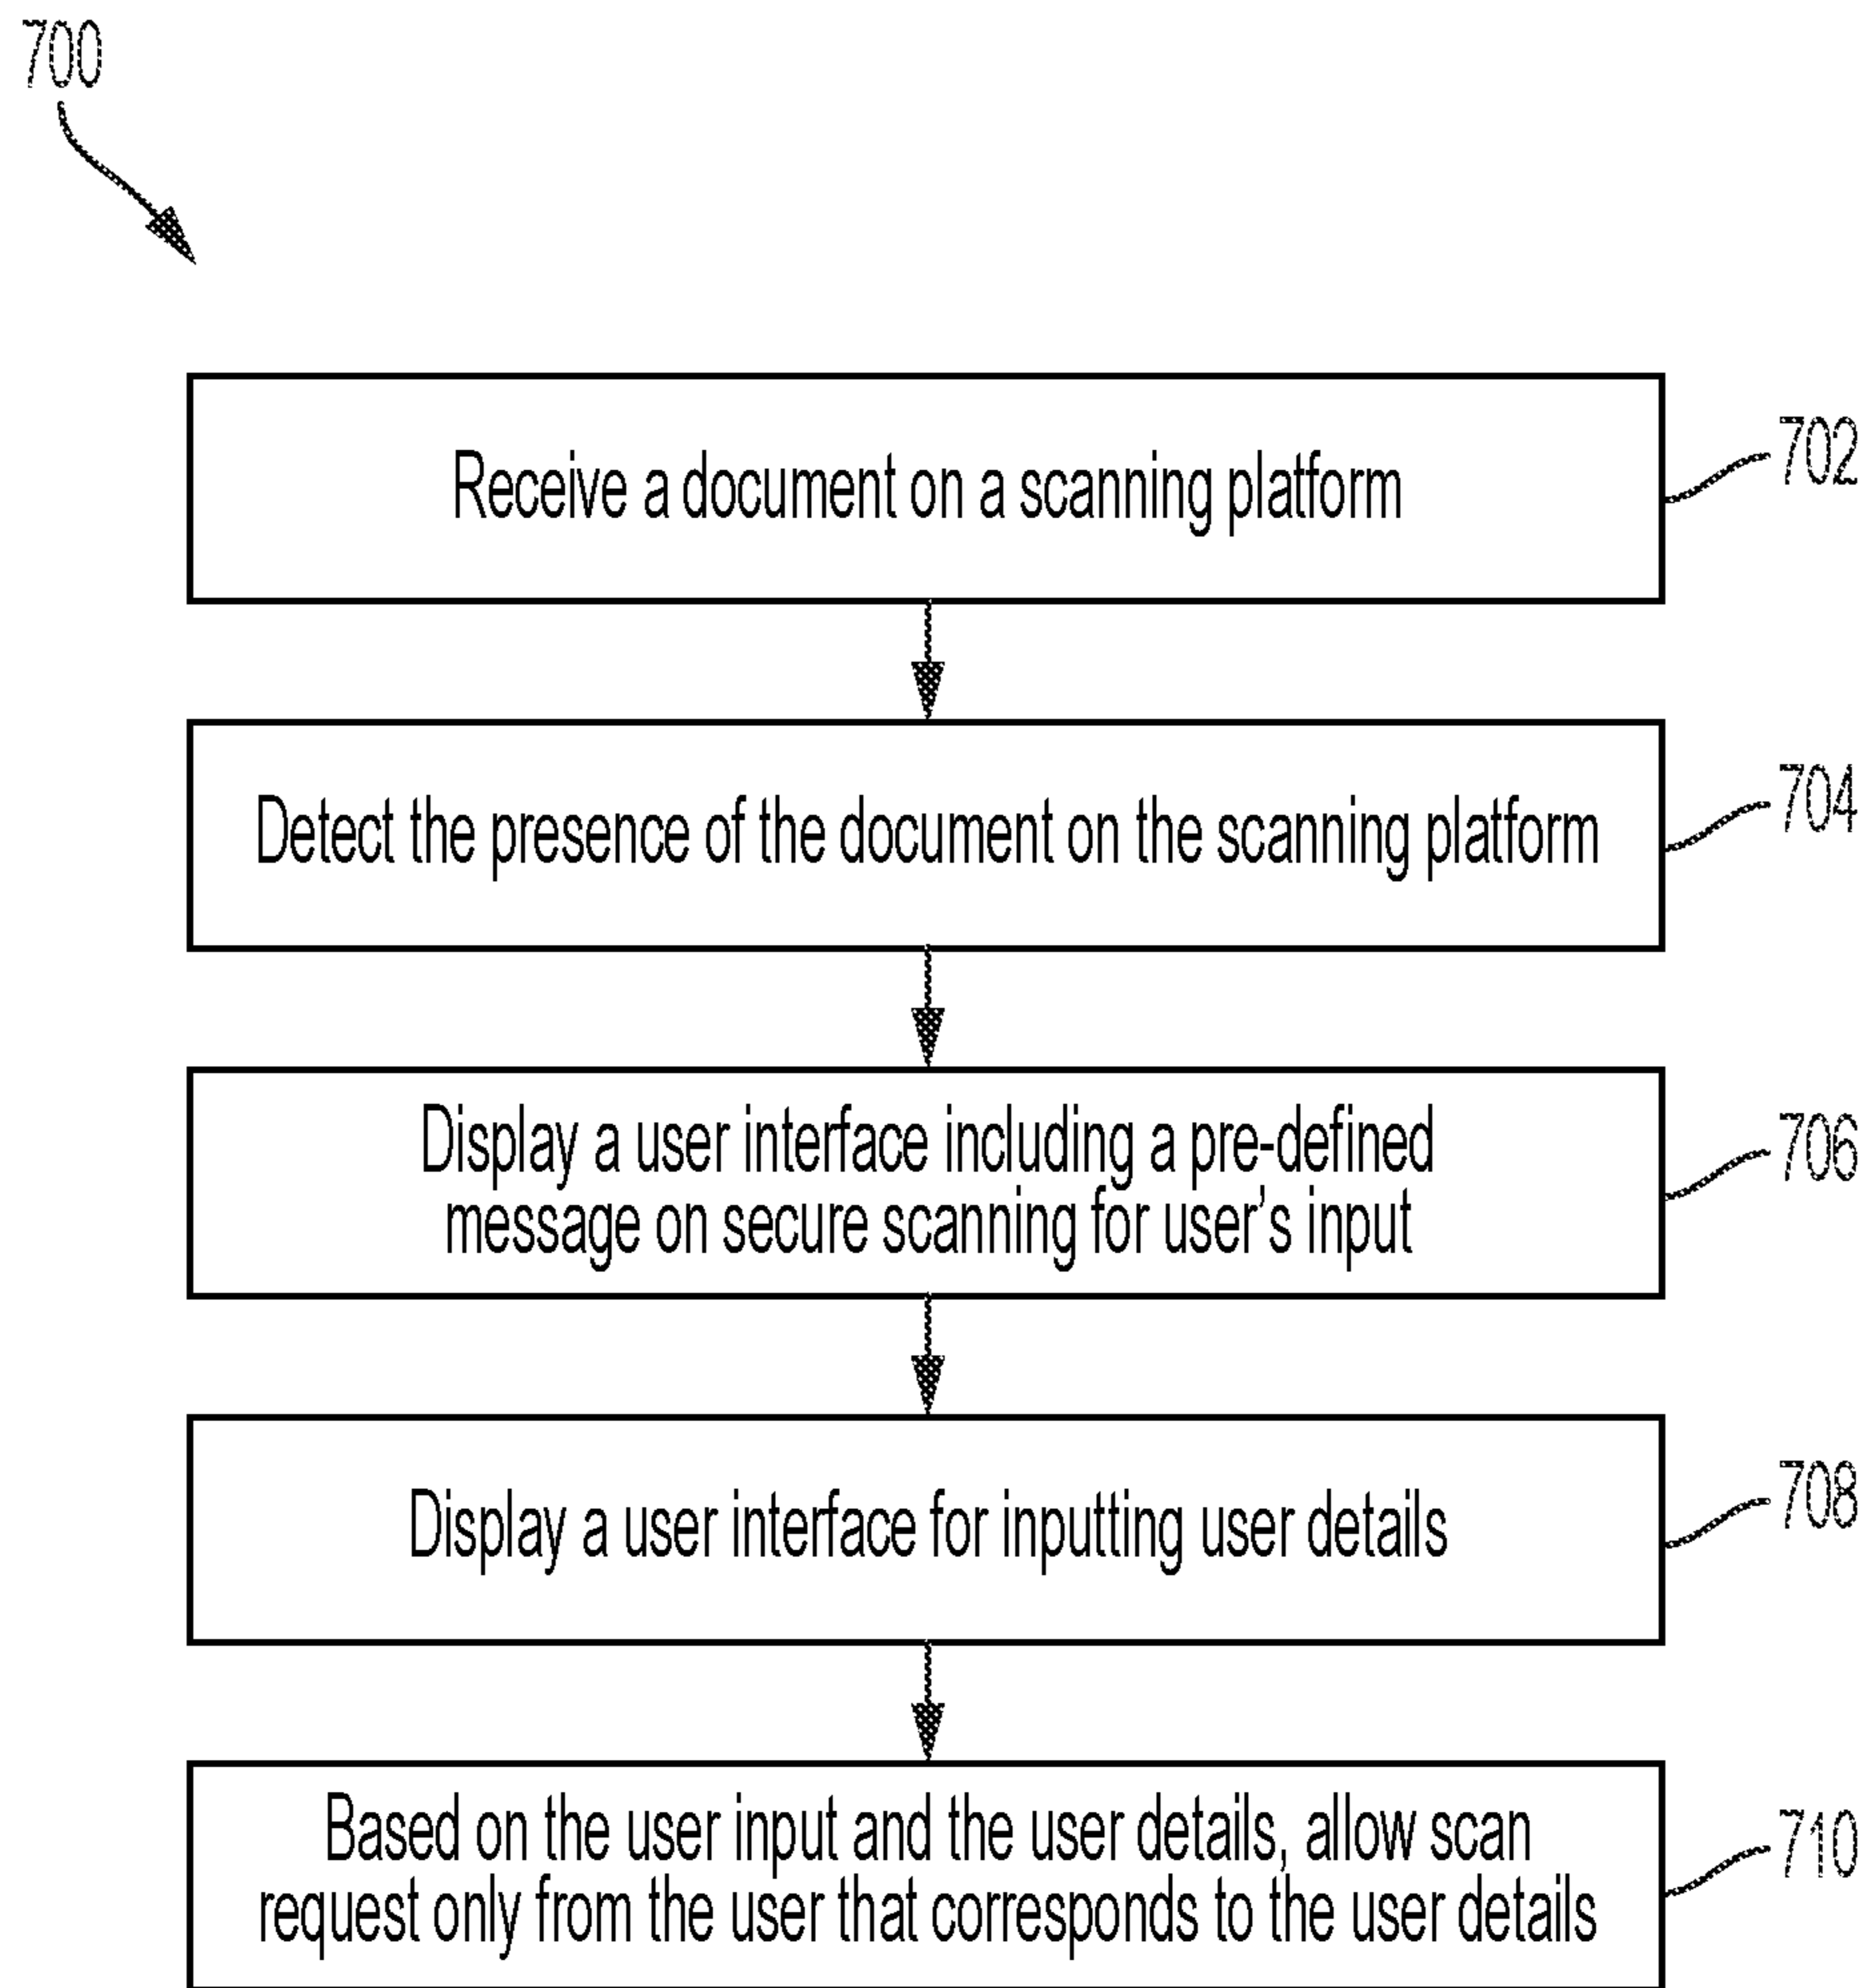 700
Receive a document on a scanning platform
702
Detect the presence of the document on the scanning platform
704
Display a user interface including a pre-defined
message on secure scanning for user's input
706
Display a user interface for inputting user details
708
Based on the user input and the user details, allow scan
request only from the user that corresponds to the user details
710